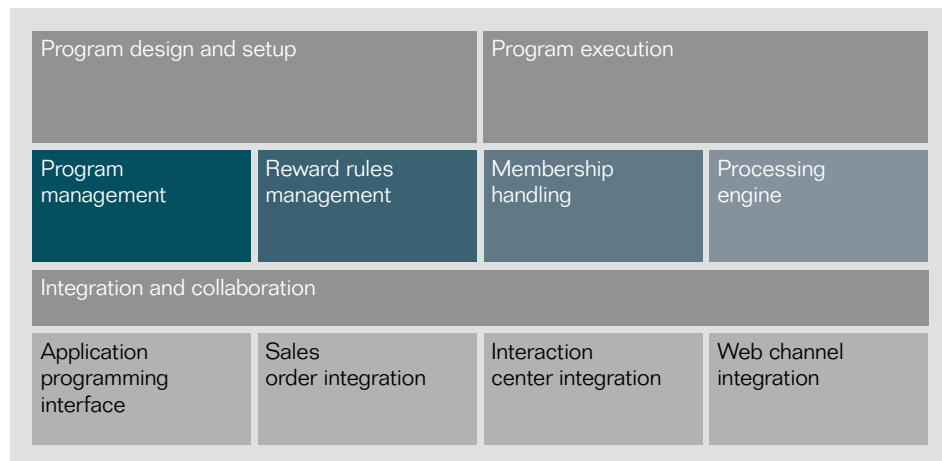 Program design and setup
Program execution
Program
management
Reward rules
management
Membership
handling
Processing
engine
Integration and collaboration
Application
programming
interface
Sales
order integration
Interaction
center integration
Web channel
integration